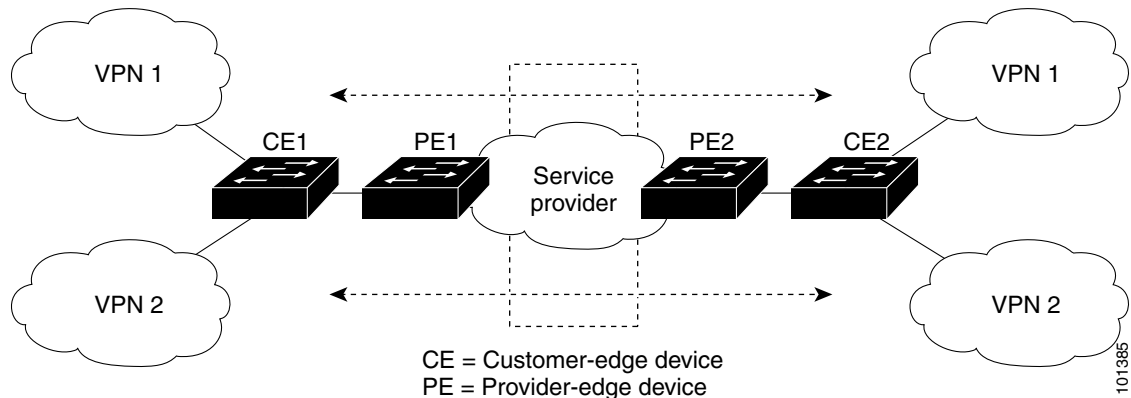 VPN 1
VPN 1
CE1
PE1
PE2
CE2
Service
provider
VPN 2
VPN 2
CE = Customer-edge device
PE = Provider-edge device
101385